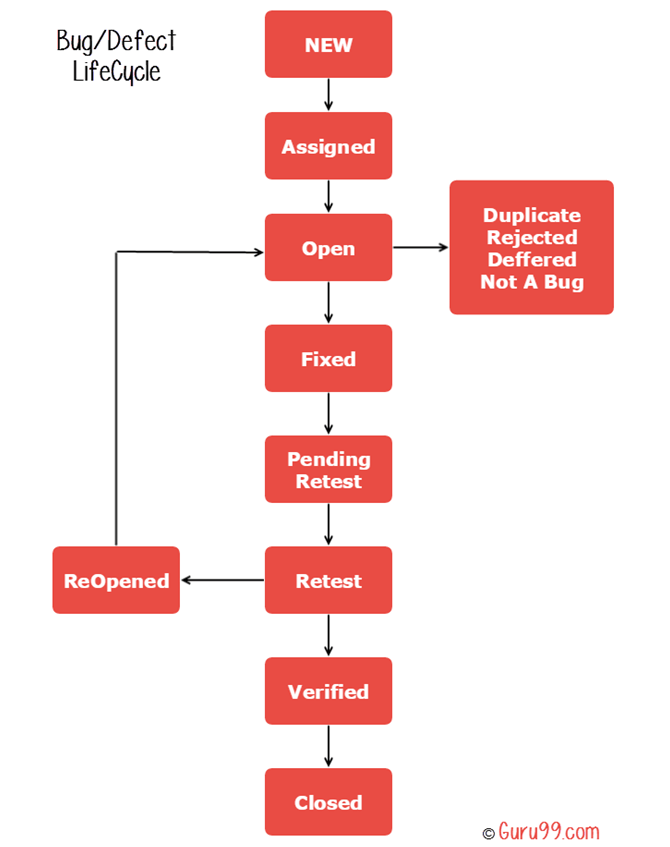 Bug/Defect
LifeCycle
NEW
Assigned
Open
Duplicate
Rejected
Deffered
Not A Bug
Fixed
Pending
Retest
ReOpened
Retest
Verified
Closed
© Guru99.com